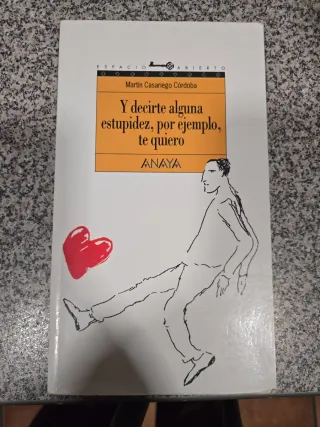 ESPACIO ABIERTO
Martín Casariego Córdoba
Y decirte alguna
estupidez, por ejemplo,
te quiero
ANAYA